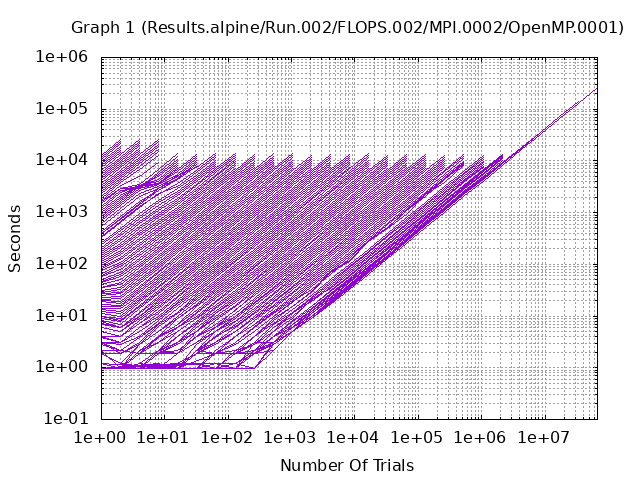 Graph 1 (Results.alpine/Run.002/FLOPS.002/MPI.0002/OpenMP.0001)
1e+06
1e+05
1e+04
1e+03
1e+02
1e+01
1e+00
1e-01
Seconds
1e+00 1e+01 1e+02 1e+03 1e+04 1e+05 1e+06 1e+07
Number Of Trials